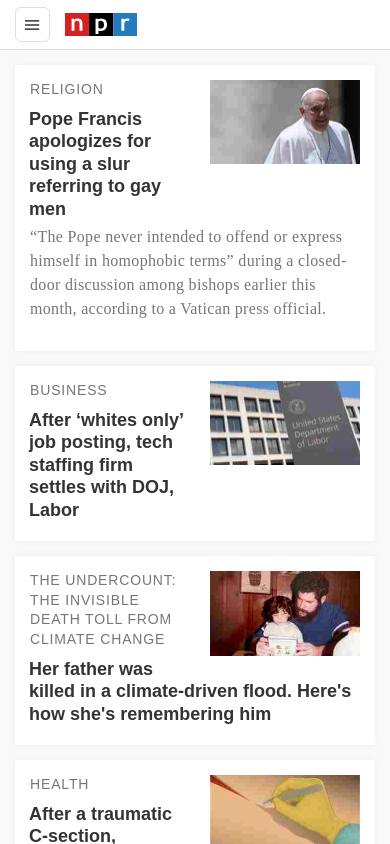 npr
RELIGION
Pope Francis
apologizes for
using a slur
referring to gay
men
“The Pope never intended to offend or express
himself in homophobic terms” during a closed-
door discussion among bishops earlier this
month, according to a Vatican press official.
BUSINESS
After ‘whites only’
job posting, tech
staffing firm
settles with DOJ,
Labor
United States
Department
of Labor
THE UNDERCOUNT:
THE INVISIBLE
DEATH TOLL FROM
CLIMATE CHANGE
Her father was
killed in a climate-driven flood. Here's
how she's remembering him
HEALTH
After a traumatic
C-section,